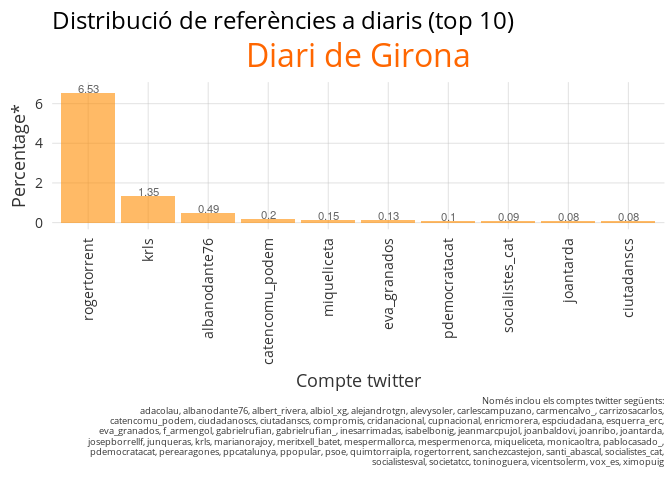 Distribució de referències a diaris (top 10)
Diari de Girona
Percentage*
6
4
2
0
6.53
1.35
0.49
0.2
0.15
0.13
0.1
0.09
0.08
0.08
rogertorrent
krls
albanodante76
catencomu_podem
miqueliceta
eva_granados
pdemocratacat
socialistes_cat
joantarda
ciutadanscs
Compte twitter
Només inclou els comptes twitter següents:
adacolau, albanodante76, albert_rivera, albiol_xg, alejandrotgn, alevysoler, carlescampuzano, carmencalvo_, carrizosacarlos,
catencomu_podem, ciudadanoscs, ciutadanscs, compromis, cridanacional, cupnacional, enricmorera, espciudadana, esquerra_erc,
eva_granados, f_armengol, gabrielrufian, gabrielrufian_, inesarrimadas, isabelbonig, jeanmarcpujol, joanbaldovi, joanribo, joantarda,
josepborrellf, junqueras, krls, marianorajoy, meritxell_batet, mespermallorca, mespermenorca, miqueliceta, monicaoltra, pablocasado_,
pdemocratacat, perearagones, ppcatalunya, ppopular, psoe, quimtorraipla, rogertorrent, sanchezcastejon, santi_abascal, socialistes_cat,
socialistesval, societatcc, toninoguera, vicentsolerm, vox_es, ximopuig